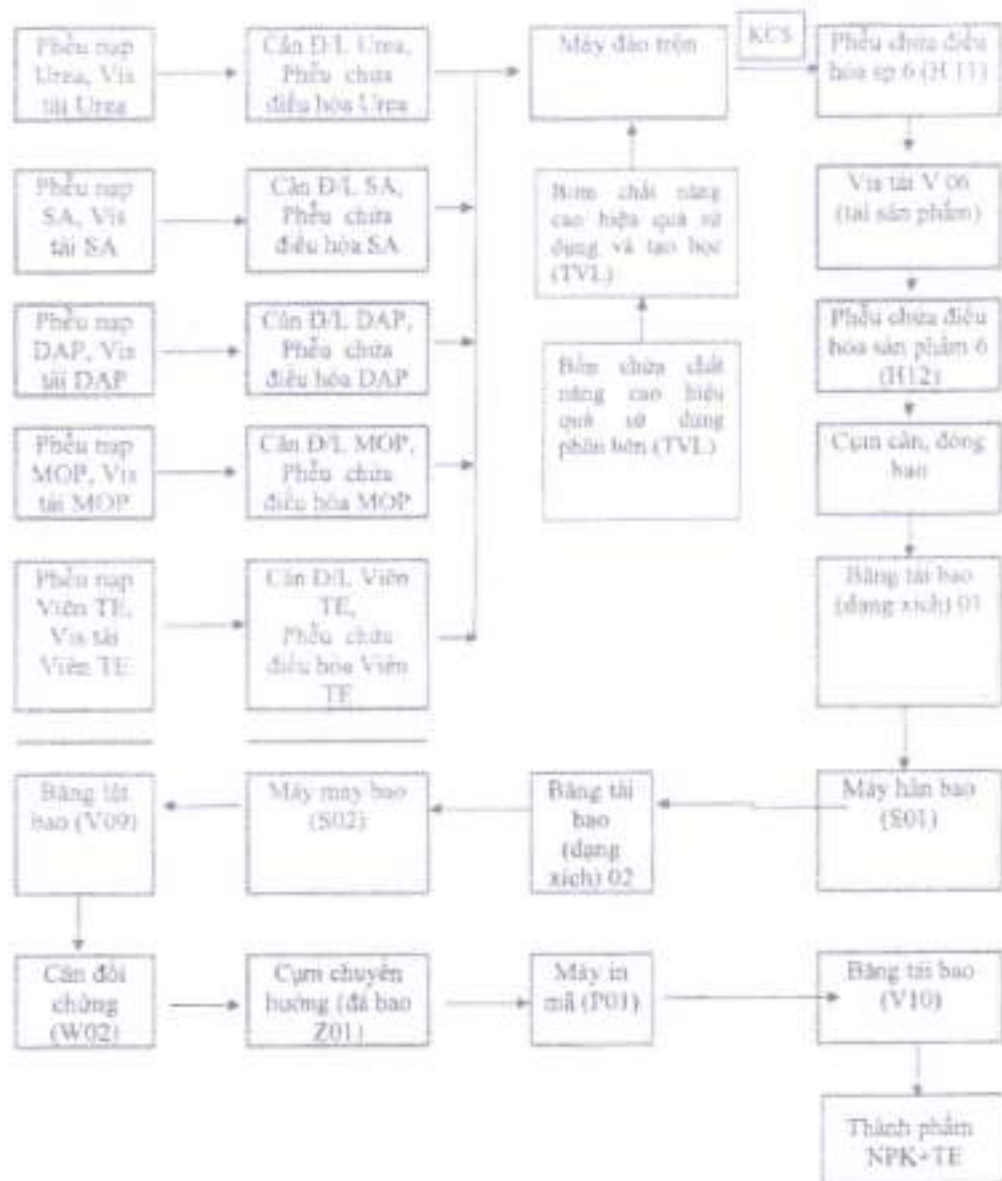 Phễu nạp
Urea, Vis
tải Urea
Cân Đ/L Urea,
Phễu chứa
điều hòa Urea
Máy đảo trộn
KCS
Phễu chứa điều
hòa sp 6 (H 11)
Phễu nạp
SA, Vis
tải SA
Cân Đ/L SA,
Phễu chứa
điều hòa SA
Bơm chất nâng
cao hiệu quả sử
dụng và tạo học
(TVL)
Vis tải V 06
(tải sản phẩm)
Phễu nạp
DAP, Vis
tải DAP
Cân Đ/L DAP,
Phễu chứa
điều hòa DAP
Bồn chứa chất
nâng cao hiệu
quả sử dụng
phân bón (TVL)
Phễu chứa điều
hòa sản phẩm 6
(H12)
Phễu nạp
MOP, Vis
tải MOP
Cân Đ/L MOP,
Phễu chứa
điều hòa MOP
Cụm cân, đóng
bao
Phễu nạp
Viên TE,
Vis tải
Viên TE
Cân Đ/L Viên
TE,
Phễu chứa
điều hòa Viên
TE
Băng tải bao
(dạng xích) 01
Băng tải
bao (V09)
Máy may bao
(S02)
Băng tải
bao
(dạng
xích) 02
Máy hàn bao
(S01)
Cân đối
chứng
(W02)
Cụm chuyển
hướng (đá bao
Z01)
Máy in
mã (P01)
Băng tải bao
(V10)
Thành phẩm
NPK+TE